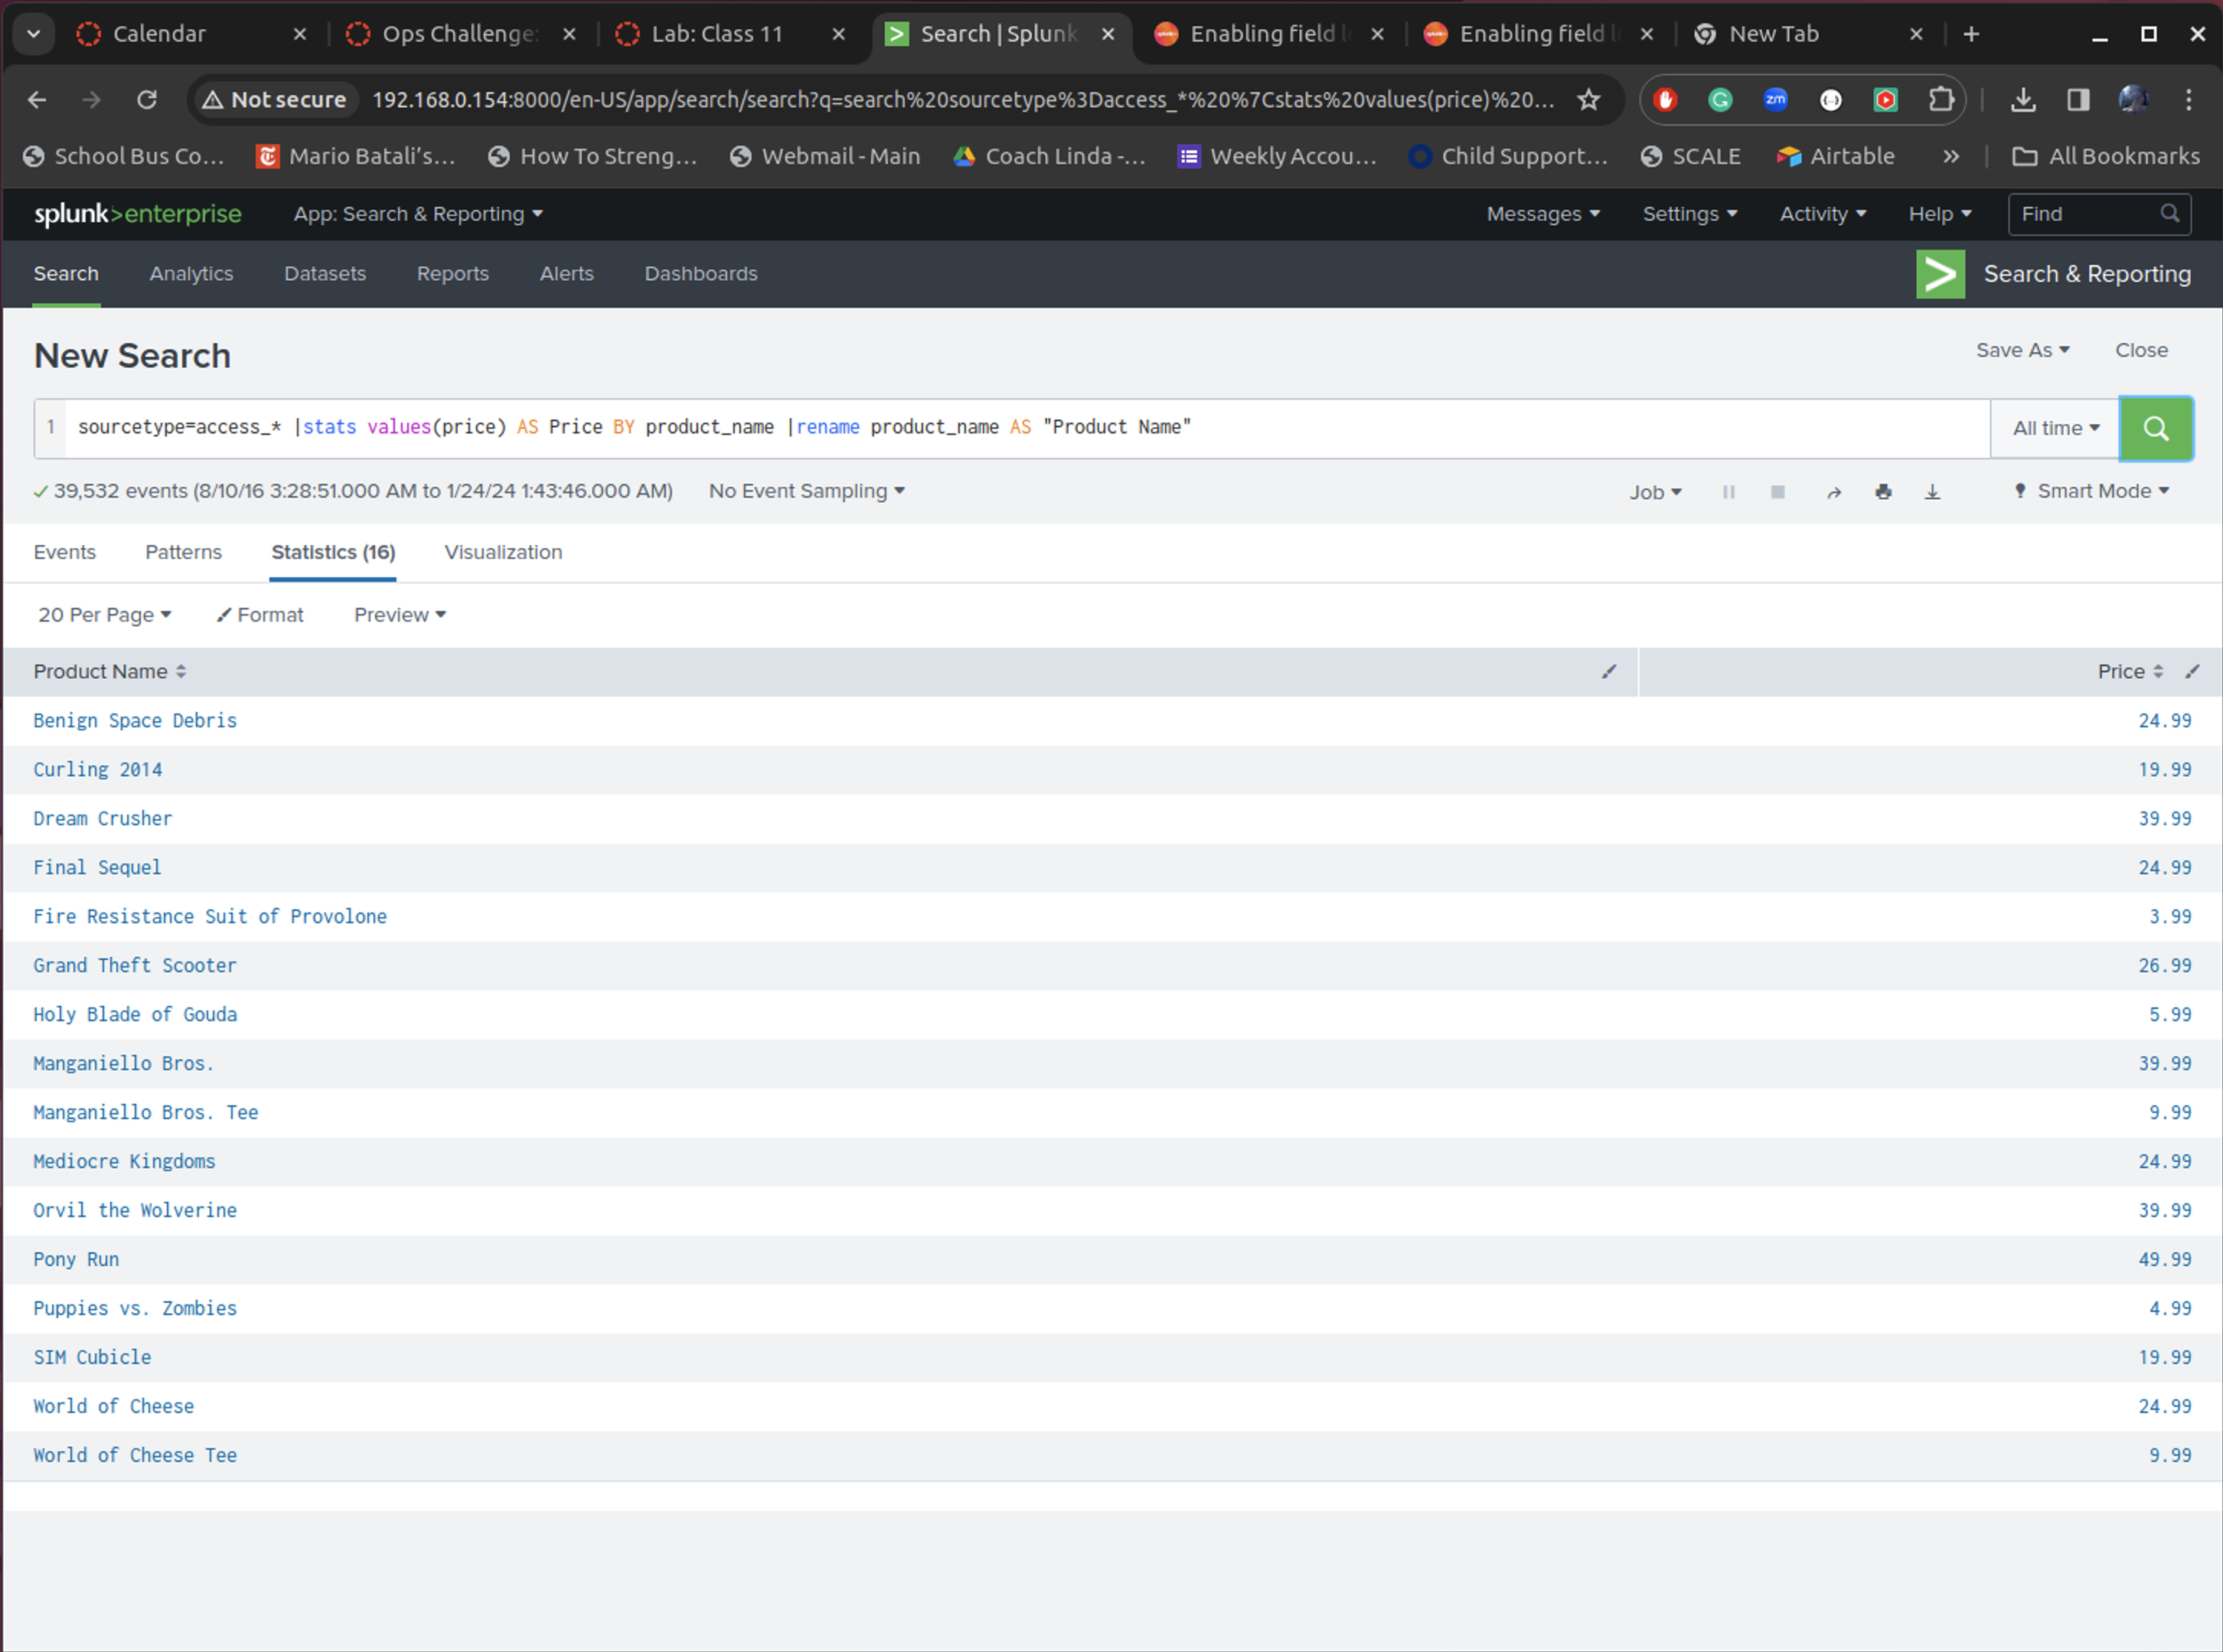 Calendar
Ops Challenge:
Lab: Class 11
Search | Splunk
Enabling field l
Enabling field l
New Tab
Not secure 192.168.0.154:8000/en-US/app/search/search?q=search%20sourcetype%3Daccess_*%20%7Cstats%20values(price)%20...
zm
School Bus Co...
Mario Batali's...
How To Streng...
Webmail - Main
Coach Linda -...
Weekly Accou...
Child Support...
SCALE
Airtable
All Bookmarks
splunk>enterprise
App: Search & Reporting
Messages
Settings
Activity
Help
Find
Search
Analytics
Datasets
Reports
Alerts
Dashboards
Search & Reporting
New Search
Save As
Close
1 sourcetype=access_* |stats values(price) AS Price BY product_name |rename product_name AS "Product Name"
All time
39,532 events (8/10/16 3:28:51.000 AM to 1/24/24 1:43:46.000 AM)
No Event Sampling
Job
Smart Mode
Events
Patterns
Statistics (16)
Visualization
20 Per Page
Format
Preview
Product Name Price
Benign Space Debris 24.99
Curling 2014 19.99
Dream Crusher 39.99
Final Sequel 24.99
Fire Resistance Suit of Provolone 3.99
Grand Theft Scooter 26.99
Holy Blade of Gouda 5.99
Manganiello Bros. 39.99
Manganiello Bros. Tee 9.99
Mediocre Kingdoms 24.99
Orvil the Wolverine 39.99
Pony Run 49.99
Puppies vs. Zombies 4.99
SIM Cubicle 19.99
World of Cheese 24.99
World of Cheese Tee 9.99